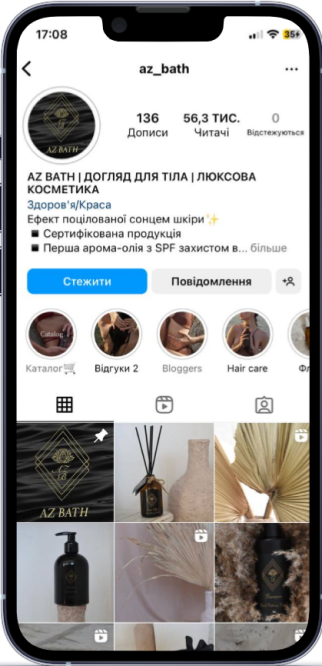 17:08
35+
az_bath
136
56,3 ТИС.
0
Дописи
Читачі
Відстежуються
AZ BATH
AZ BATH | ДОГЛЯД ДЛЯ ТІЛА | ЛЮКСОВА
КОСМЕТИКА
Здоров'я/Краса
Ефект поцілованої сонцем шкіри✨
▪️ Сертифікована продукція
▪️ Перша арома-олія з SPF захистом в... більше
Стежити
Повідомлення
Catalog
Каталог🛒
Відгуки 2
Bloggers
Hair care
Фл
AZ BATH